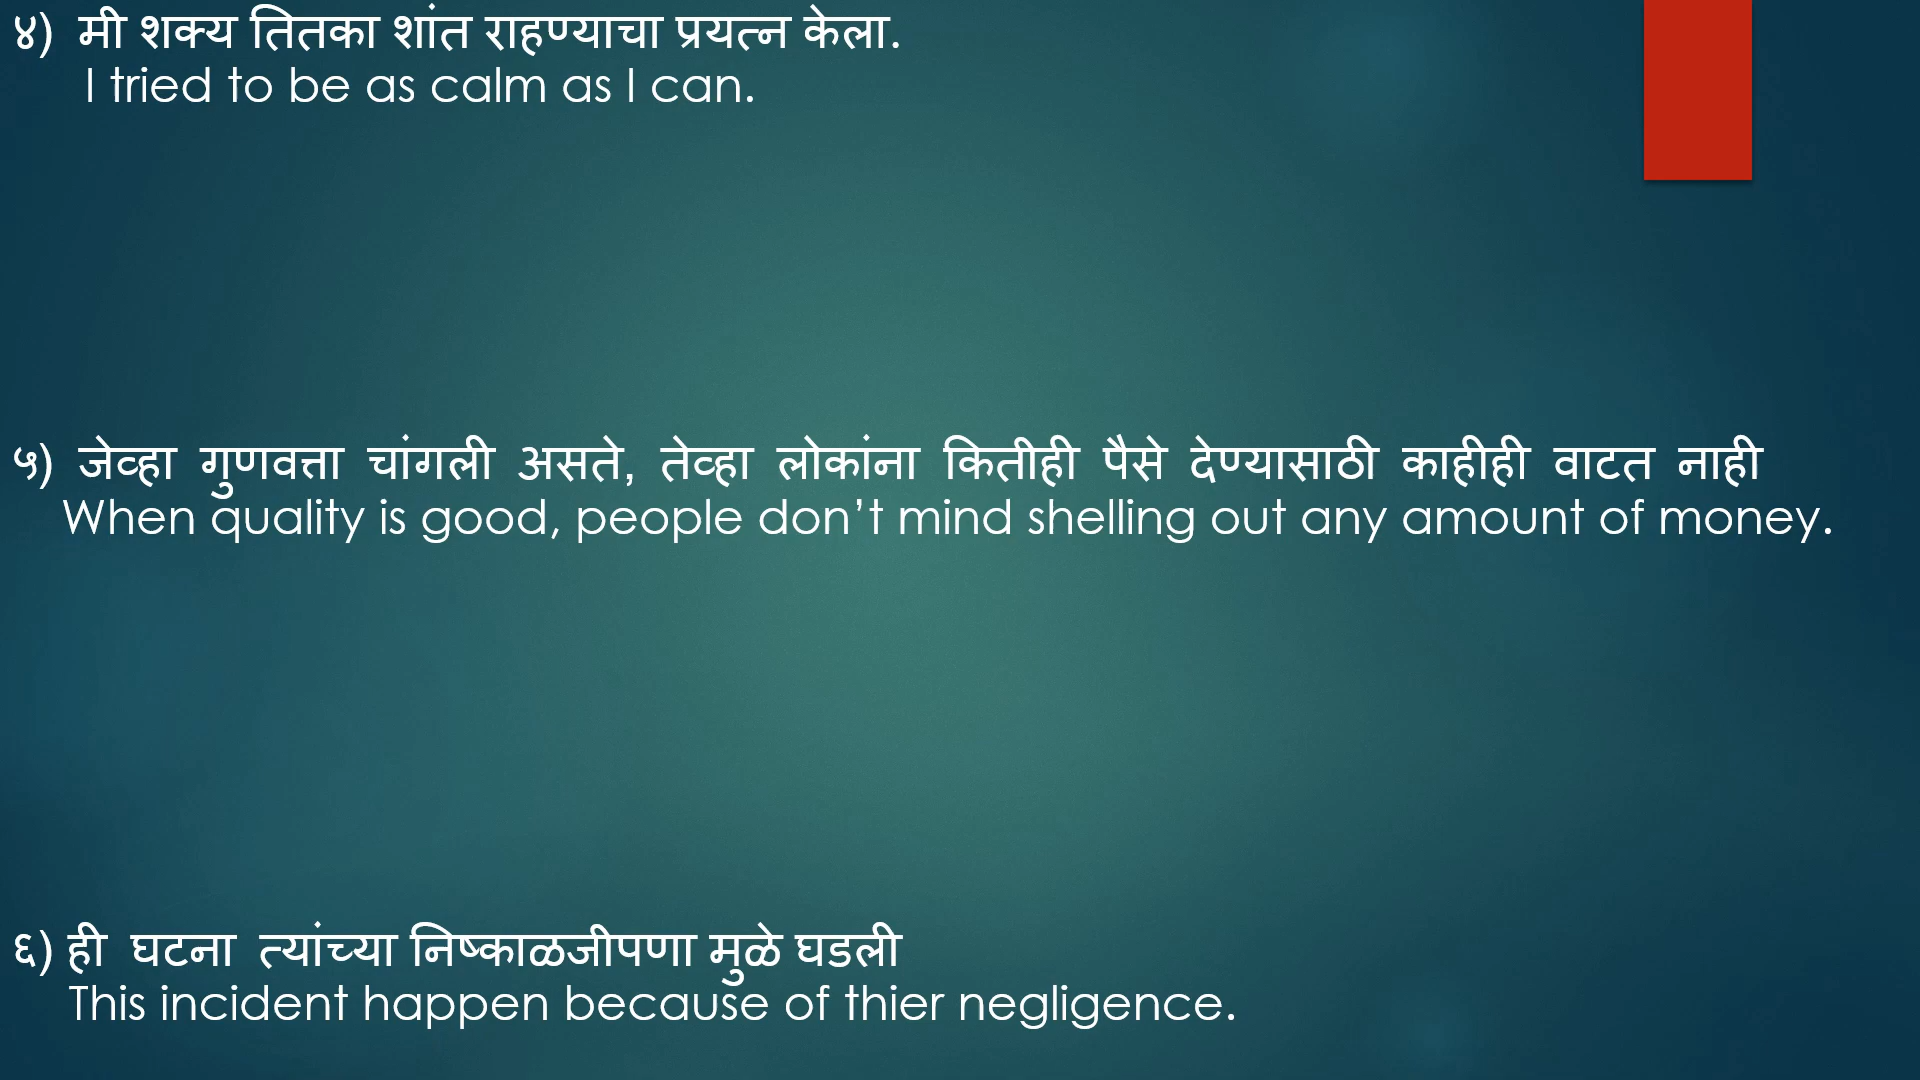 ४) मी शक्य तितका शांत राहण्याचा प्रयत्न केला.
I tried to be as calm as I can.
५) जेव्हा गुणवत्ता चांगली असते, तेव्हा लोकांना कितीही पैसे देण्यासाठी काहीही वाटत नाही
When quality is good, people don’t mind shelling out any amount of money.
६) ही घटना त्यांच्या निष्काळजीपणा मुळे घडली
This incident happen because of thier negligence.